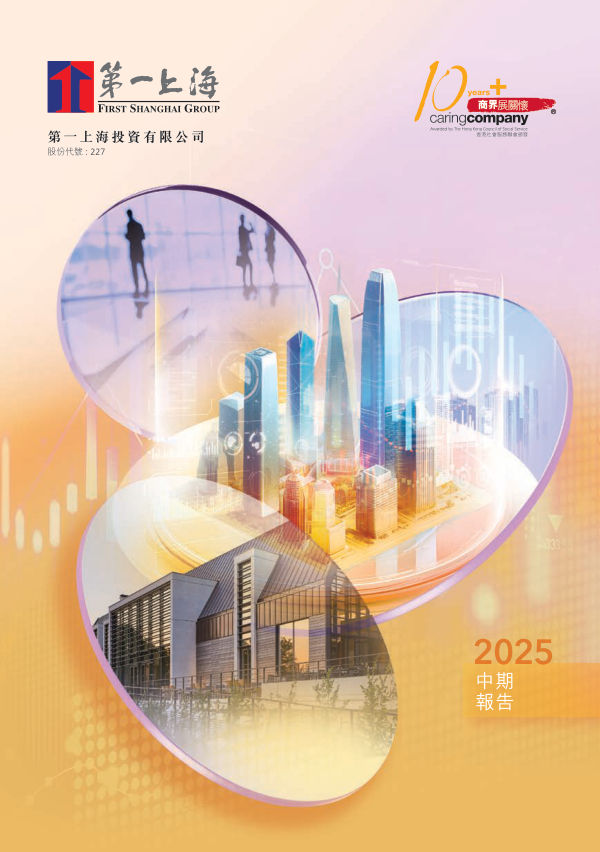 第一上海
FIRST SHANGHAI GROUP
第一上海投資有限公司
股份代號 : 227
10 years+
商界展關懷
caringcompany®
Awarded by The Hong Kong Council of Social Service
香港社會服務聯會頒發
2025
中期
報告